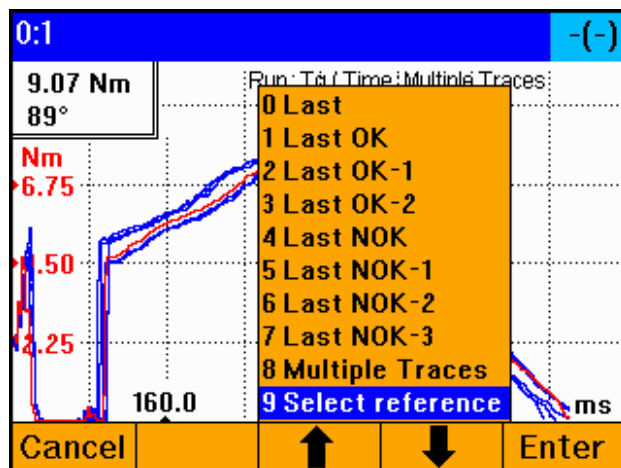 0:1
-(-)
9.07 Nm
89°
Run: Tq / Time: Multiple Traces
Nm
6.75
4.50
2.25
160.0
ms
0 Last
1 Last OK
2 Last OK-1
3 Last OK-2
4 Last NOK
5 Last NOK-1
6 Last NOK-2
7 Last NOK-3
8 Multiple Traces
9 Select reference
Cancel
Enter